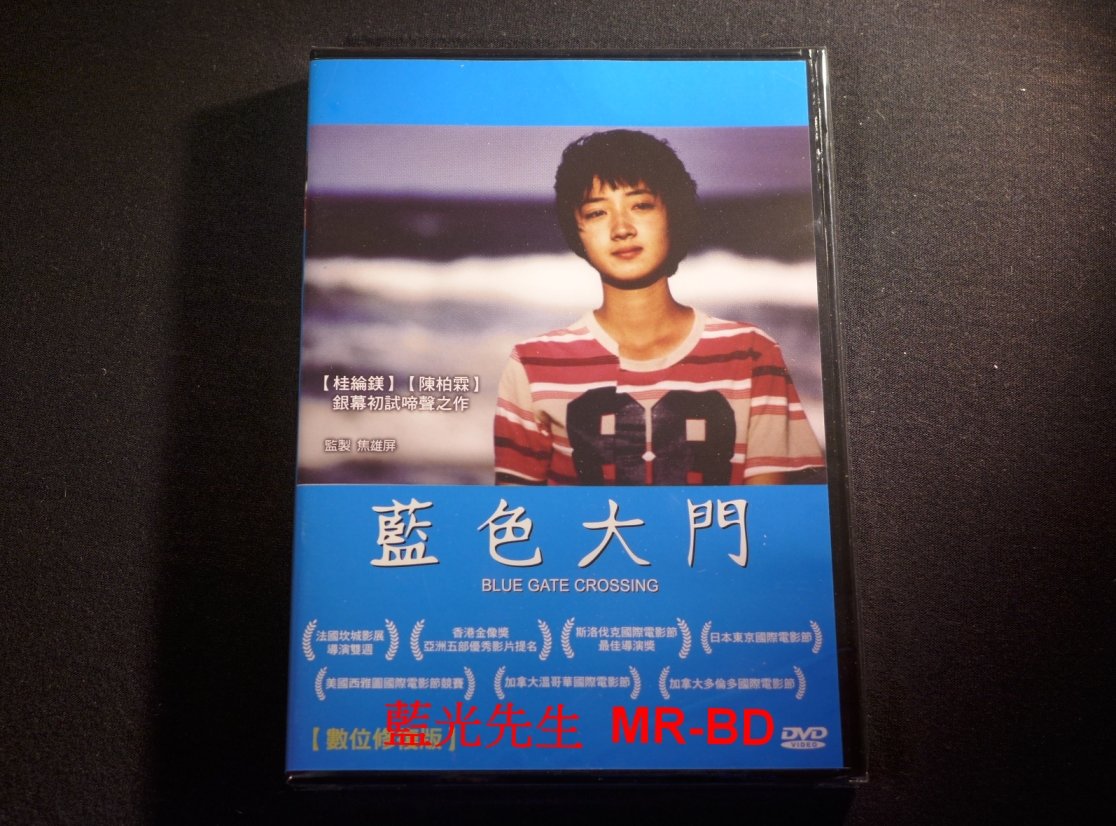 【桂綸鎂】【陳柏霖】
銀幕初試啼聲之作
監製 焦雄屏
藍色大門
BLUE GATE CROSSING
法國坎城影展
導演雙週
香港金像獎
亞洲五部優秀影片提名
斯洛伐克國際電影節
最佳導演獎
日本東京國際電影節
美國西雅圖國際電影節競賽
加拿大溫哥華國際電影節
加拿大多倫多國際電影節
【數位修復版】
藍光先生 MR-BD
DVD
VIDEO